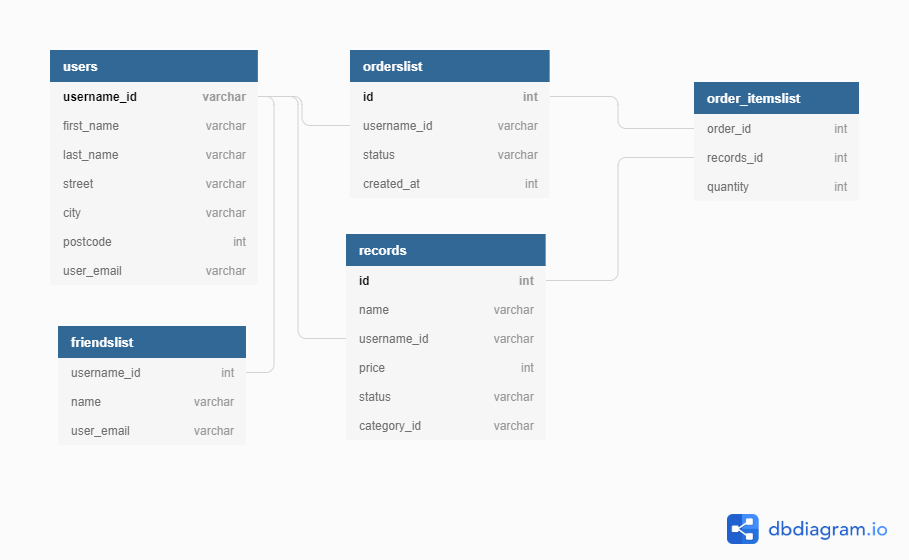 users
username_id varchar
first_name varchar
last_name varchar
street varchar
city varchar
postcode int
user_email varchar
friendslist
username_id int
name varchar
user_email varchar
orderslist
id int
username_id varchar
status varchar
created_at int
records
id int
name varchar
username_id varchar
price int
status varchar
category_id varchar
order_itemslist
order_id int
records_id int
quantity int
dbdiagram.io